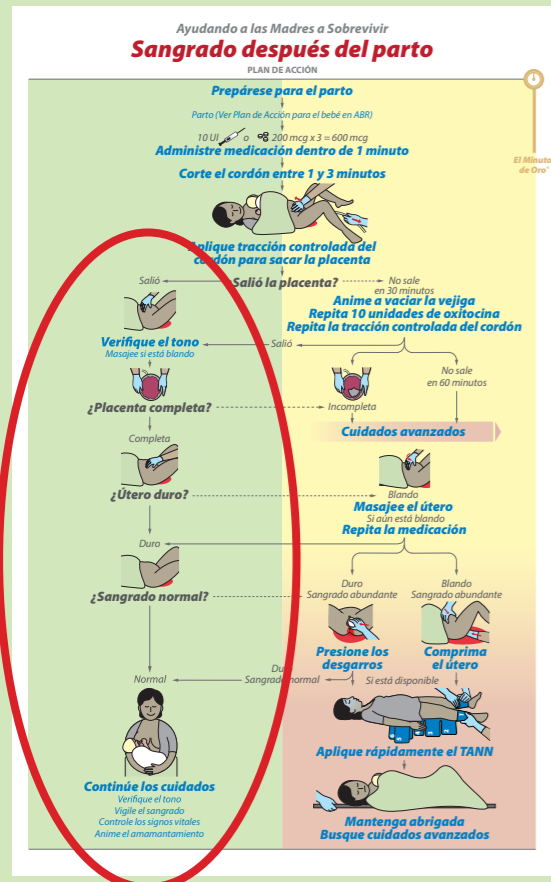 Ayudando a las Madres a Sobrevivir
Sangrado después del parto
PLAN DE ACCIÓN
Prepárese para el parto
Parto (Ver Plan de Acción para el bebé en ABR)
10 UI o 200 mcg x 3 = 600 mcg
Administre medicación dentro de 1 minuto
El Minuto
de Oro®
Corte el cordón entre 1 y 3 minutos
Aplique tracción controlada del
cordón para sacar la placenta
Salió
¿Salió la placenta?
No sale
en 30 minutos
Anime a vaciar la vejiga
Repita 10 unidades de oxitocina
Repita la tracción controlada del cordón
Verifique el tono
Masajee si está blando
Salió
No sale
en 60 minutos
¿Placenta completa?
Incompleta
Completa
Cuidados avanzados
¿Útero duro?
Blando
Masajee el útero
Si aún está blando
Repita la medicación
Duro
¿Sangrado normal?
Duro
Sangrado abundante
Blando
Sangrado abundante
Presione los
desgarros
Comprima
el útero
Normal
Duro
Sangrado normal
Si está disponible
Aplique rápidamente el TANN
Continúe los cuidados
Verifique el tono
Vigile el sangrado
Controle los signos vitales
Anime el amamantamiento
Mantenga abrigada
Busque cuidados avanzados